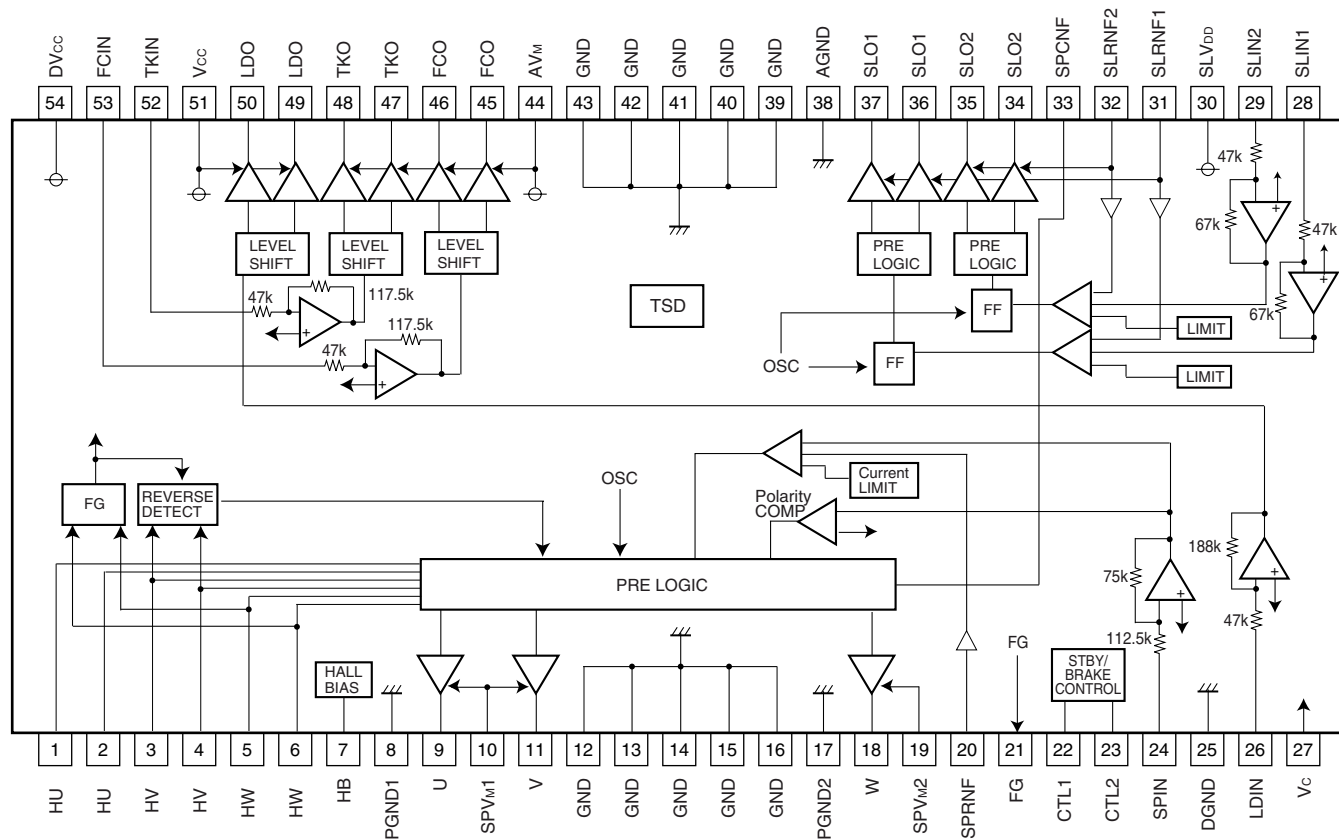 DVCC FCIN TKIN VCC LDO LDO TKO TKO FCO FCO AVM GND GND GND GND GND AGND SLO1 SLO1 SLO2 SLO2 SPCNF SLRNF2 SLRNF1 SLVDD SLIN2 SLIN1
54 53 52 51 50 49 48 47 46 45 44 43 42 41 40 39 38 37 36 35 34 33 32 31 30 29 28
47k
67k
47k
67k
LEVEL
SHIFT
LEVEL
SHIFT
LEVEL
SHIFT
PRE
LOGIC
PRE
LOGIC
47k
117.5k
+
47k
117.5k
+
TSD
FF
FF
OSC
LIMIT
LIMIT
+
+
FG
REVERSE
DETECT
OSC
Current
LIMIT
Polarity
COMP
PRE LOGIC
75k
+
112.5k
188k
+
47k
HALL
BIAS
FG
STBY/
BRAKE
CONTROL
1 2 3 4 5 6 7 8 9 10 11 12 13 14 15 16 17 18 19 20 21 22 23 24 25 26 27
HU HU HV HV HW HW HB PGND1 U SPVM1 V GND GND GND GND GND PGND2 W SPVM2 SPRNF FG CTL1 CTL2 SPIN DGND LDIN VC